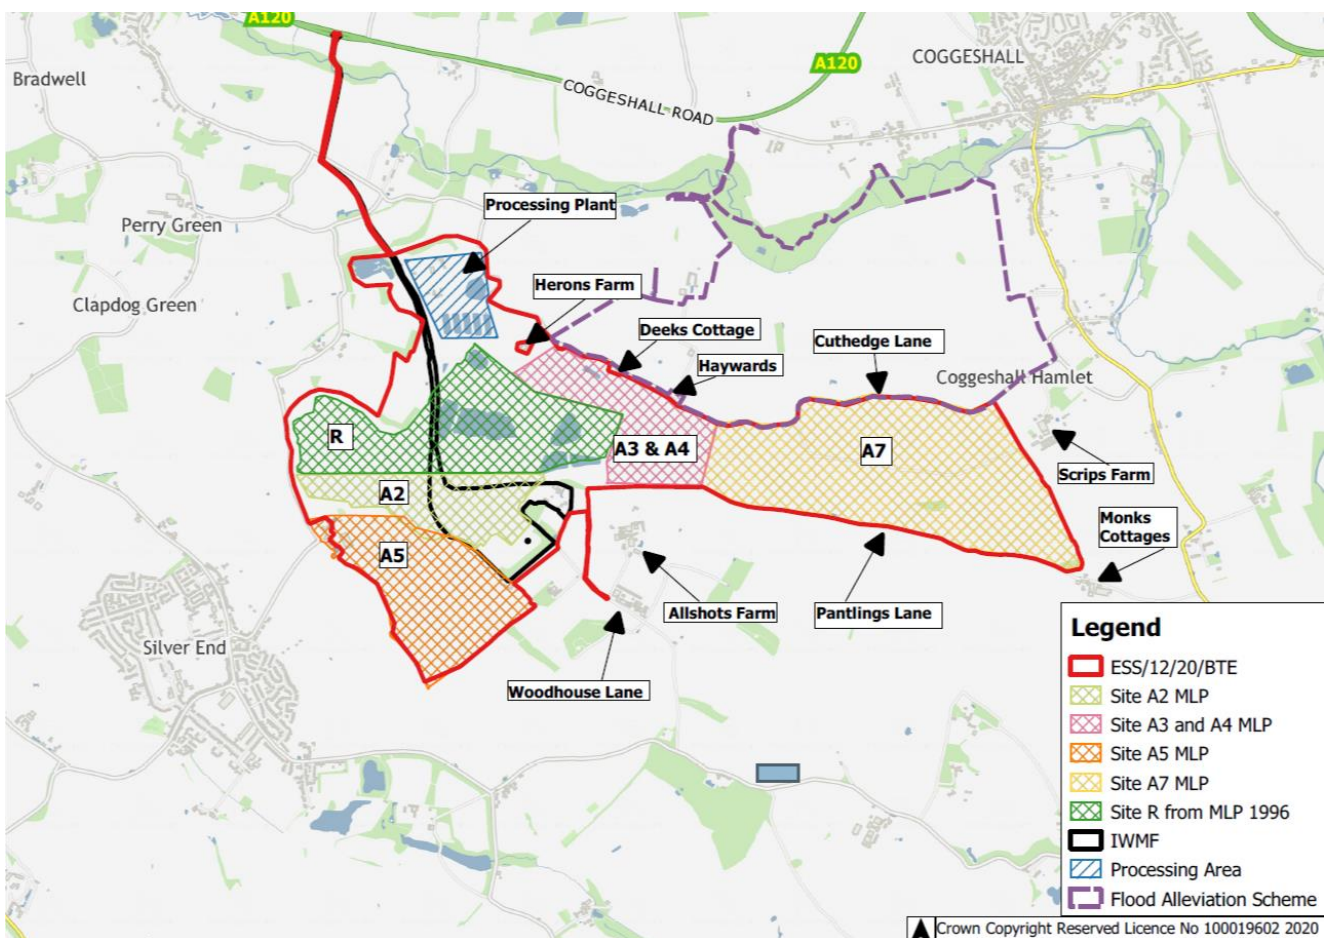 A120
Bradwell
COGGESHALL
A120
COGGESHALL ROAD
Processing Plant
Perry Green
Herons Farm
Clapdog Green
Deeks Cottage
Cuthedge Lane
Haywards
Coggeshall Hamlet
R
A3 & A4
A7
Scrips Farm
A2
Monks
Cottages
A5
Allshots Farm
Pantlings Lane
Silver End
Woodhouse Lane
Legend
ESS/12/20/BTE
Site A2 MLP
Site A3 and A4 MLP
Site A5 MLP
Site A7 MLP
Site R from MLP 1996
IWMF
Processing Area
Flood Alleviation Scheme
Crown Copyright Reserved Licence No 100019602 2020